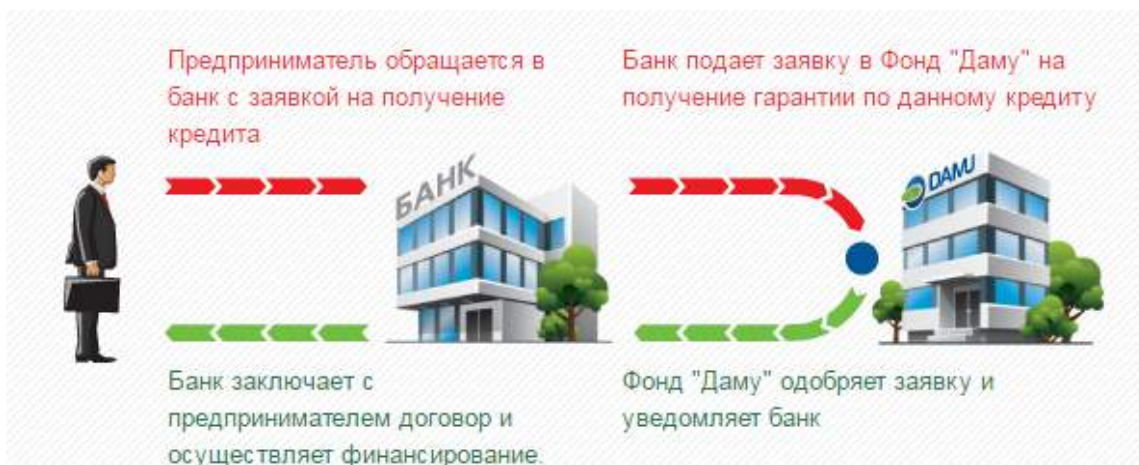 Предприниматель обращается в
банк с заявкой на получение
кредита
Банк подает заявку в Фонд "Даму" на
получение гарантии по данному кредиту
БАНК
DAMU
Банк заключает с
предпринимателем договор и
осуществляет финансирование.
Фонд "Даму" одобряет заявку и
уведомляет банк